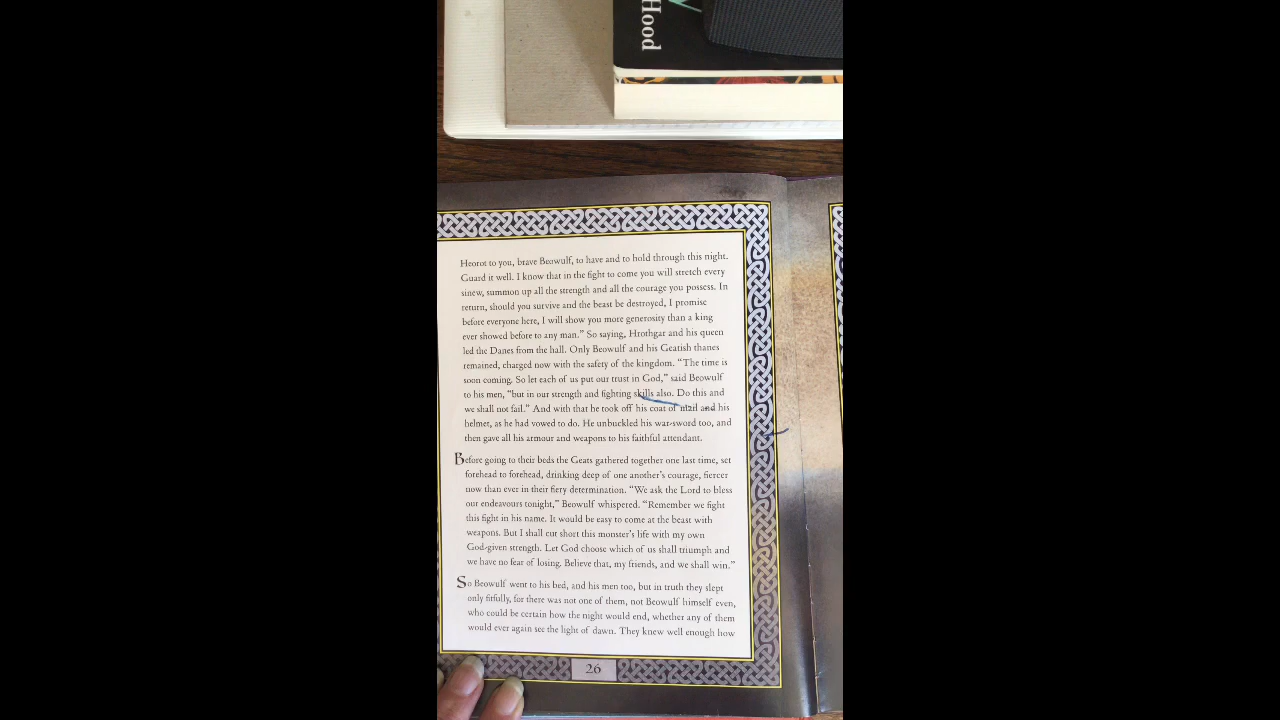 Hood
Heorot to you, brave Beowulf, to have and to hold through this night.
Guard it well. I know that in the fight to come you will stretch every
sinew, summon up all the strength and all the courage you possess. In
return, should you survive and the beast be destroyed, I promise
before everyone here, I will show you more generosity than a king
ever showed before to any man.” So saying, Hrothgar and his queen
led the Danes from the hall. Only Beowulf and his Geatish thanes
remained, charged now with the safety of the kingdom. “The time is
soon coming. So let each of us put our trust in God,” said Beowulf
to his men, “but in our strength and fighting skills also. Do this and
we shall not fail.” And with that he took off his coat of mail and his
helmet, as he had vowed to do. He unbuckled his war-sword too, and
then gave all his armour and weapons to his faithful attendant.
Before going to their beds the Geats gathered together one last time, set
forehead to forehead, drinking deep of one another’s courage, fiercer
now than ever in their fiery determination. “We ask the Lord to bless
our endeavours tonight,” Beowulf whispered. “Remember we fight
this fight in his name. It would be easy to come at the beast with
weapons. But I shall cut short this monster’s life with my own
God-given strength. Let God choose which of us shall triumph and
we have no fear of losing. Believe that, my friends, and we shall win.”
So Beowulf went to his bed, and his men too, but in truth they slept
only fitfully, for there was not one of them, not Beowulf himself even,
who could be certain how the night would end, whether any of them
would ever again see the light of dawn. They knew well enough how
26